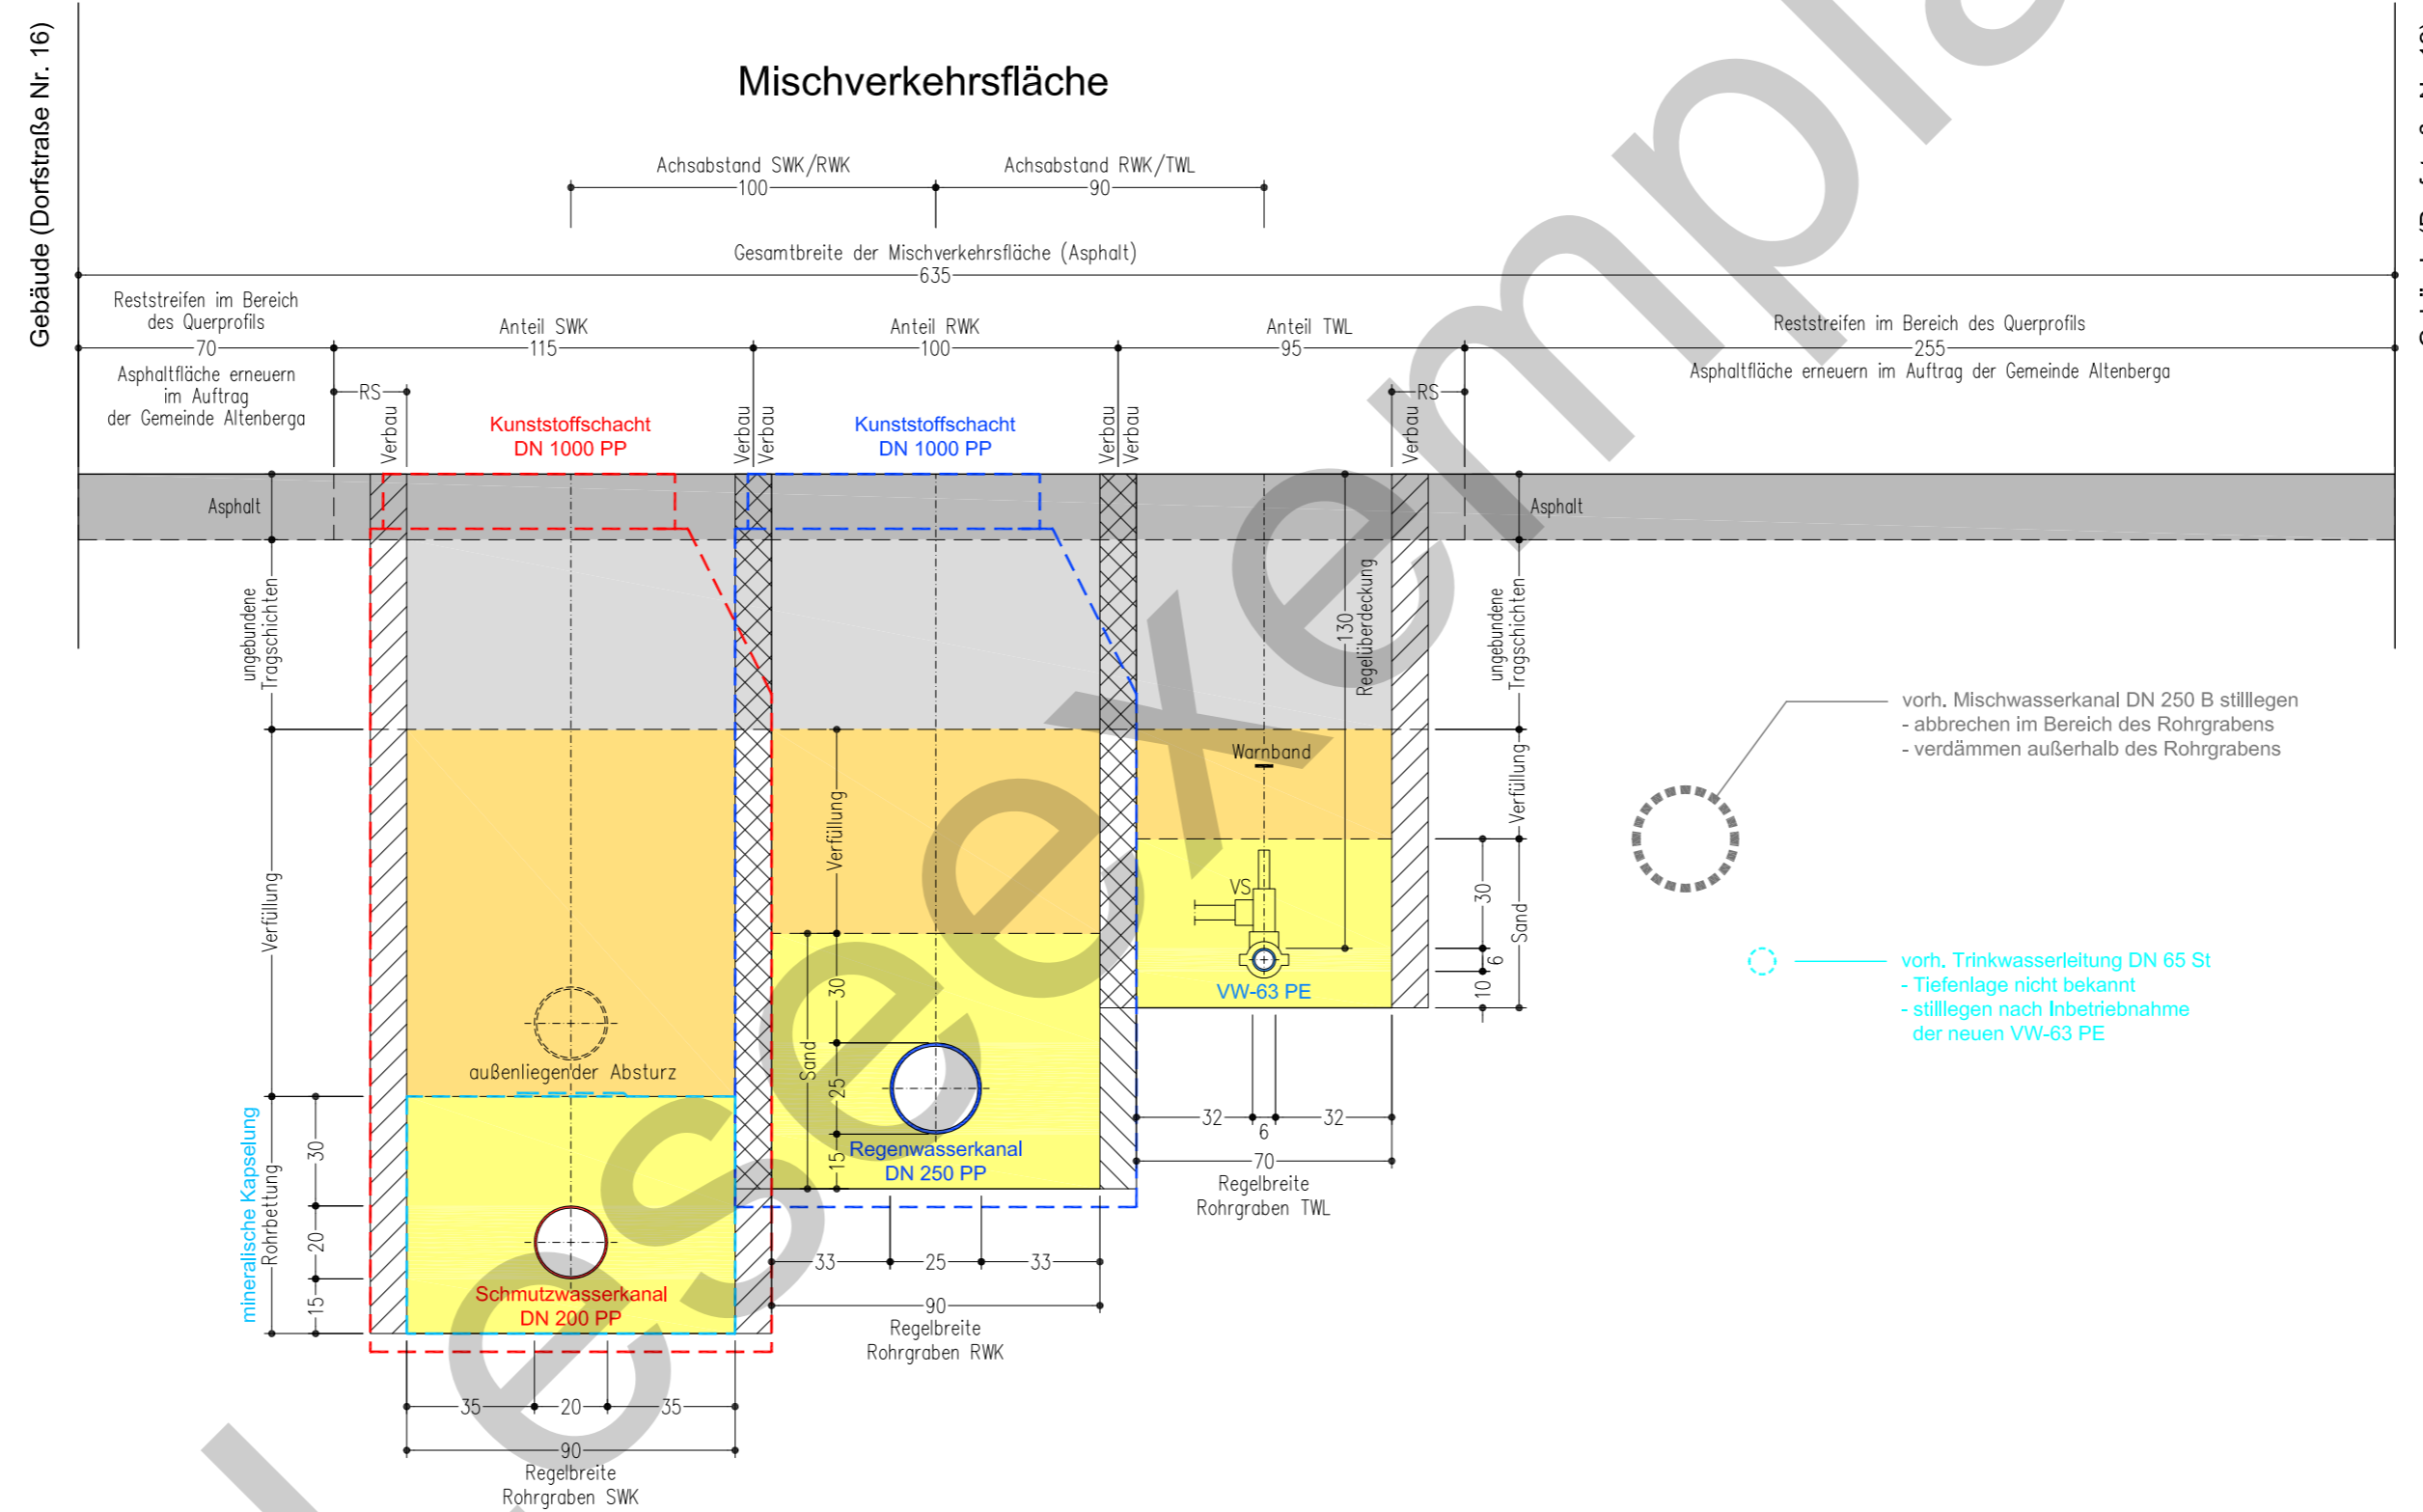 Gebäude (Dorfstraße Nr. 16)
Mischverkehrsfläche
Achsabstand SWK/RWK
100
Achsabstand RWK/TWL
90
Gesamtbreite der Mischverkehrsfläche (Asphalt)
635
Reststreifen im Bereich
des Querprofils
70
Asphaltfläche erneuern
im Auftrag
der Gemeinde Altenberga
Anteil SWK
115
Anteil RWK
100
Anteil TWL
95
Reststreifen im Bereich des Querprofils
255
Asphaltfläche erneuern im Auftrag der Gemeinde Altenberga
RS
RS
Verbau
Kunststoffschacht
DN 1000 PP
Verbau
Verbau
Kunststoffschacht
DN 1000 PP
Verbau
Verbau
Verbau
Asphalt
Asphalt
ungebundene
Tragschichten
130
Regelüberdeckung
ungebundene
Tragschichten
vorh. Mischwasserkanal DN 250 B stilllegen
- abbrechen im Bereich des Rohrgrabens
- verdämmen außerhalb des Rohrgrabens
Warnband
Verfüllung
Verfüllung
Verfüllung
VS
30
Sand
6
10
VW-63 PE
vorh. Trinkwasserleitung DN 65 St
- Tiefenlage nicht bekannt
- stilllegen nach Inbetriebnahme
der neuen VW-63 PE
außenliegender Absturz
Sand
30
25
15
Regenwasserkanal
DN 250 PP
32
6
32
70
Regelbreite
Rohrgraben TWL
mineralische Kapselung
Rohrbettung
30
20
15
Schmutzwasserkanal
DN 200 PP
33
25
33
90
Regelbreite
Rohrgraben RWK
35
20
35
90
Regelbreite
Rohrgraben SWK